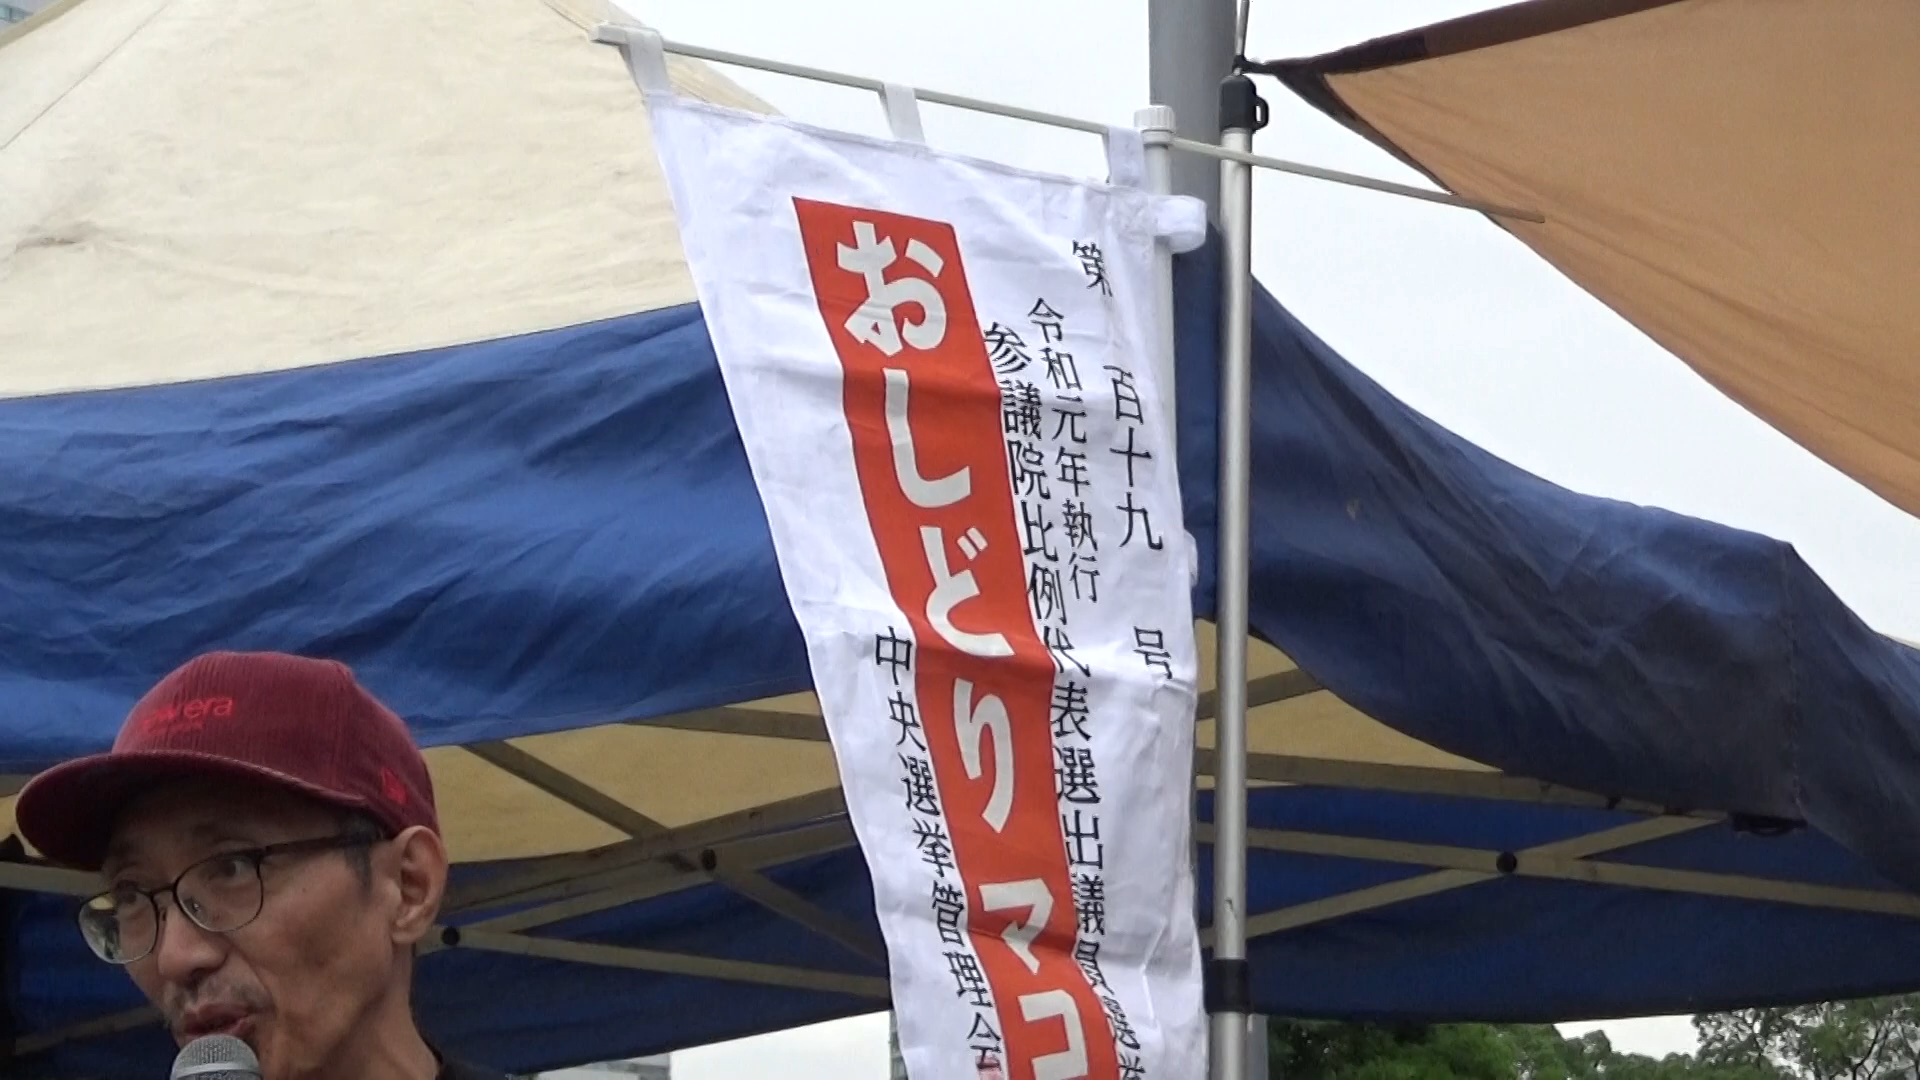 第百十九号
令和元年執行
参議院比例代表選出議員
おしどりマコ
中央選挙管理会
era